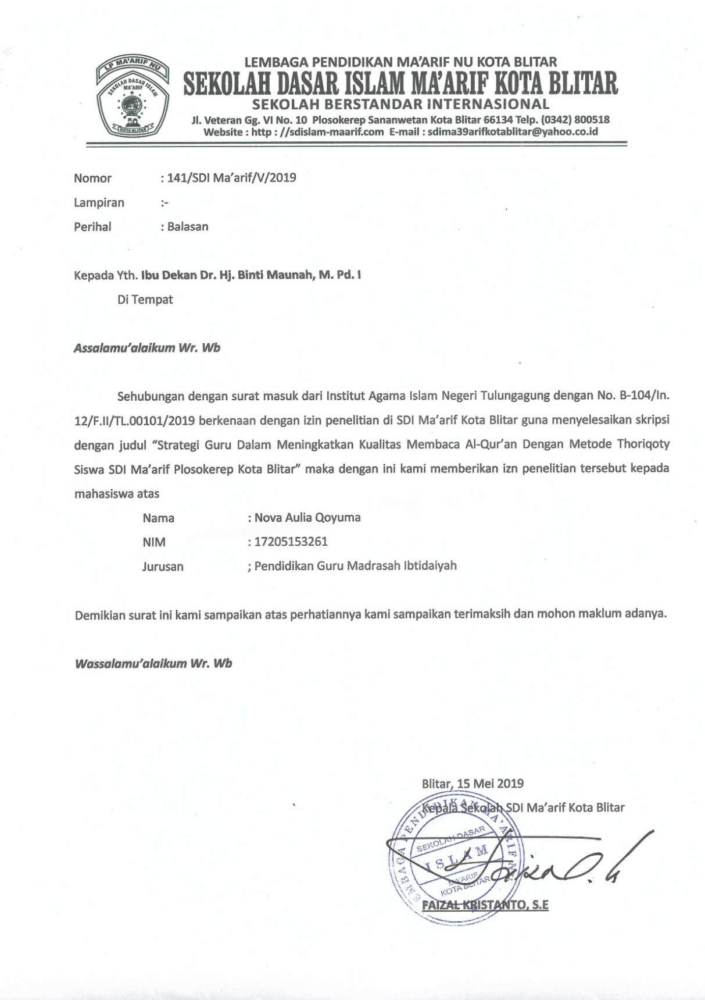 LP MA'ARIF NU
SEKOLAH DASAR ISLAM
MA'ARIF
KOTA BLITAR
LEMBAGA PENDIDIKAN MA'ARIF NU KOTA BLITAR
SEKOLAH DASAR ISLAM MA'ARIF KOTA BLITAR
SEKOLAH BERSTANDAR INTERNASIONAL
Jl. Veteran Gg. VI No. 10 Plosokerep Sananwetan Kota Blitar 66134 Telp. (0342) 800518
Website : http : //sdislam-maarif.com E-mail : sdima39arifkotablitar@yahoo.co.id
Nomor : 141/SDI Ma'arif/V/2019
Lampiran :-
Perihal : Balasan
Kepada Yth. Ibu Dekan Dr. Hj. Binti Maunah, M. Pd. I
Di Tempat
Assalamu'alaikum Wr. Wb
Sehubungan dengan surat masuk dari Institut Agama Islam Negeri Tulungagung dengan No. B-104/In.
12/F.II/TL.00101/2019 berkenaan dengan izin penelitian di SDI Ma'arif Kota Blitar guna menyelesaikan skripsi
dengan judul “Strategi Guru Dalam Meningkatkan Kualitas Membaca Al-Qur'an Dengan Metode Thoriqoty
Siswa SDI Ma'arif Plosokerep Kota Blitar” maka dengan ini kami memberikan izn penelitian tersebut kepada
mahasiswa atas
Nama : Nova Aulia Qoyuma
NIM : 17205153261
Jurusan ; Pendidikan Guru Madrasah Ibtidaiyah
Demikian surat ini kami sampaikan atas perhatiannya kami sampaikan terimaksih dan mohon maklum adanya.
Wassalamu'alaikum Wr. Wb
Blitar, 15 Mei 2019
Kepala Sekolah SDI Ma'arif Kota Blitar
LEMBAGA PENDIDIKAN MA'ARIF NU
SEKOLAH DASAR
ISLAM
MA'ARIF
KOTA BLITAR
FAIZAL KRISTANTO, S.E